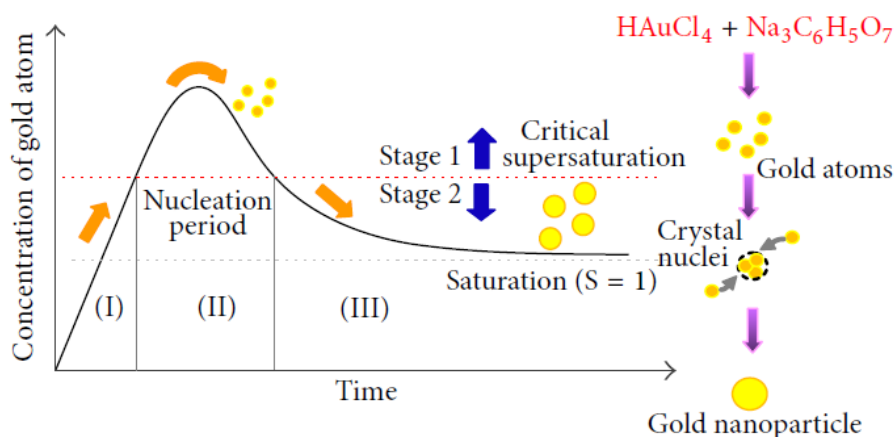 Concentration of gold atom
Nucleation
period
Stage 1
Stage 2
Critical
supersaturation
Saturation (S = 1)
(I)
(II)
(III)
Time
HAuCl₄ + Na₃C₆H₅O₇
Gold atoms
Crystal
nuclei
Gold nanoparticle